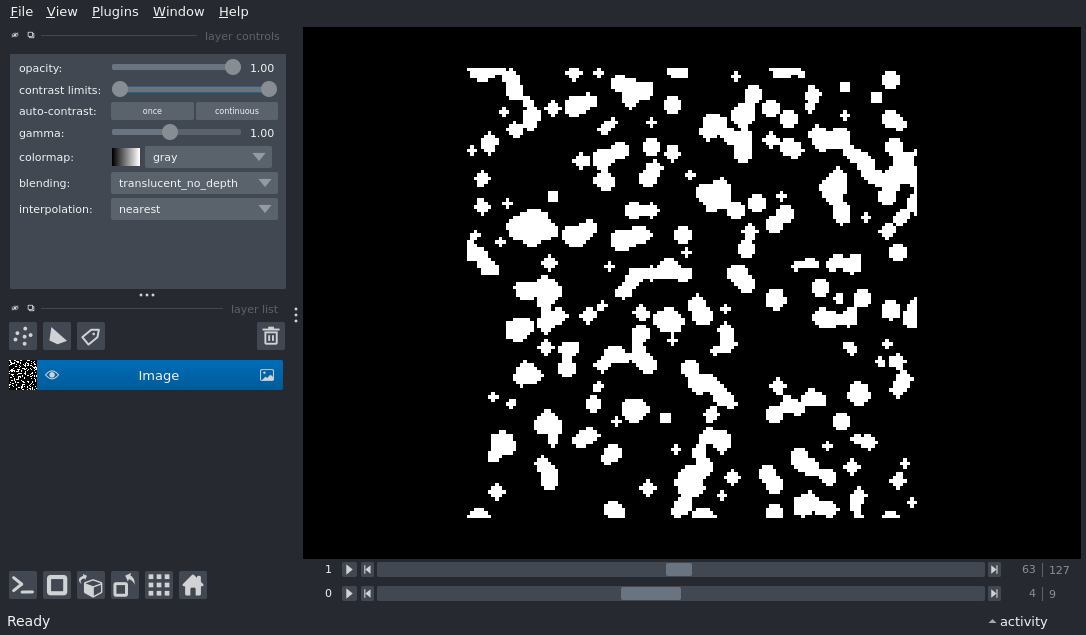 File View Plugins Window Help
layer controls
opacity: 1.00
contrast limits:
auto-contrast: once continuous
gamma: 1.00
colormap: gray
blending: translucent_no_depth
interpolation: nearest
layer list
Image
1 63 127
0 4 9
Ready activity